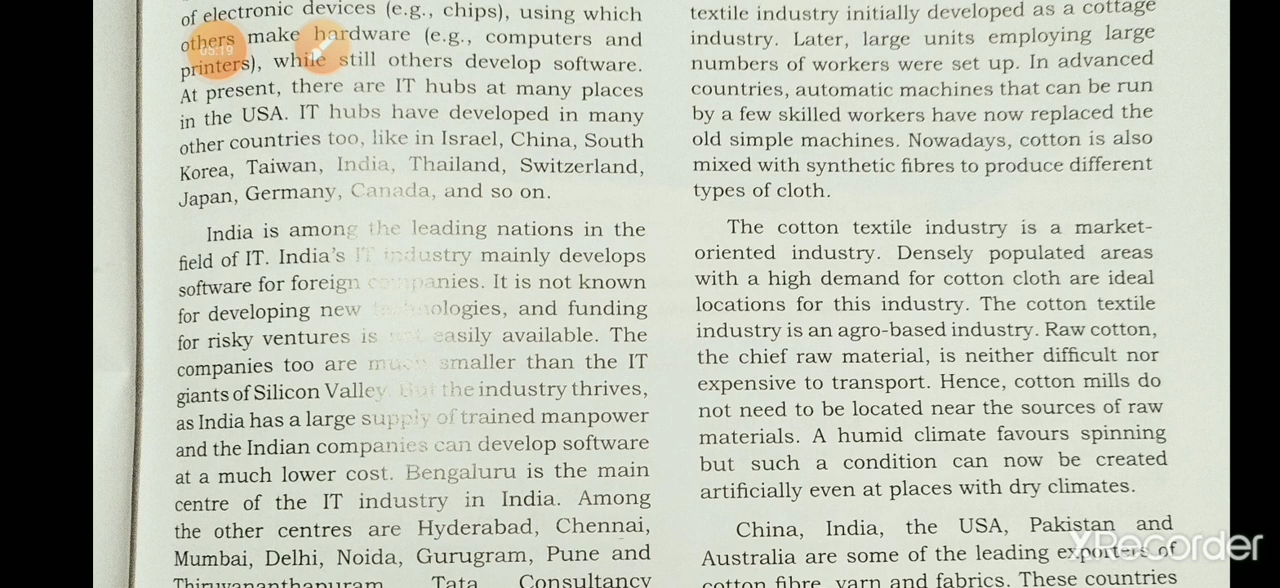 of electronic devices (e.g., chips), using which
others make hardware (e.g., computers and
printers), while still others develop software.
At present, there are IT hubs at many places
in the USA. IT hubs have developed in many
other countries too, like in Israel, China, South
Korea, Taiwan, India, Thailand, Switzerland,
Japan, Germany, Canada, and so on.
India is among the leading nations in the
field of IT. India's IT industry mainly develops
software for foreign companies. It is not known
for developing new technologies, and funding
for risky ventures is not easily available. The
companies too are much smaller than the IT
giants of Silicon Valley. But the industry thrives,
as India has a large supply of trained manpower
and the Indian companies can develop software
at a much lower cost. Bengaluru is the main
centre of the IT industry in India. Among
the other centres are Hyderabad, Chennai,
Mumbai, Delhi, Noida, Gurugram, Pune and
Thiruvananthapuram. Tata Consultancy
textile industry initially developed as a cottage
industry. Later, large units employing large
numbers of workers were set up. In advanced
countries, automatic machines that can be run
by a few skilled workers have now replaced the
old simple machines. Nowadays, cotton is also
mixed with synthetic fibres to produce different
types of cloth.
The cotton textile industry is a market-
oriented industry. Densely populated areas
with a high demand for cotton cloth are ideal
locations for this industry. The cotton textile
industry is an agro-based industry. Raw cotton,
the chief raw material, is neither difficult nor
expensive to transport. Hence, cotton mills do
not need to be located near the sources of raw
materials. A humid climate favours spinning
but such a condition can now be created
artificially even at places with dry climates.
China, India, the USA, Pakistan and
Australia are some of the leading exporters of
cotton fibre, yarn and fabrics. These countries
05:19
XRecorder